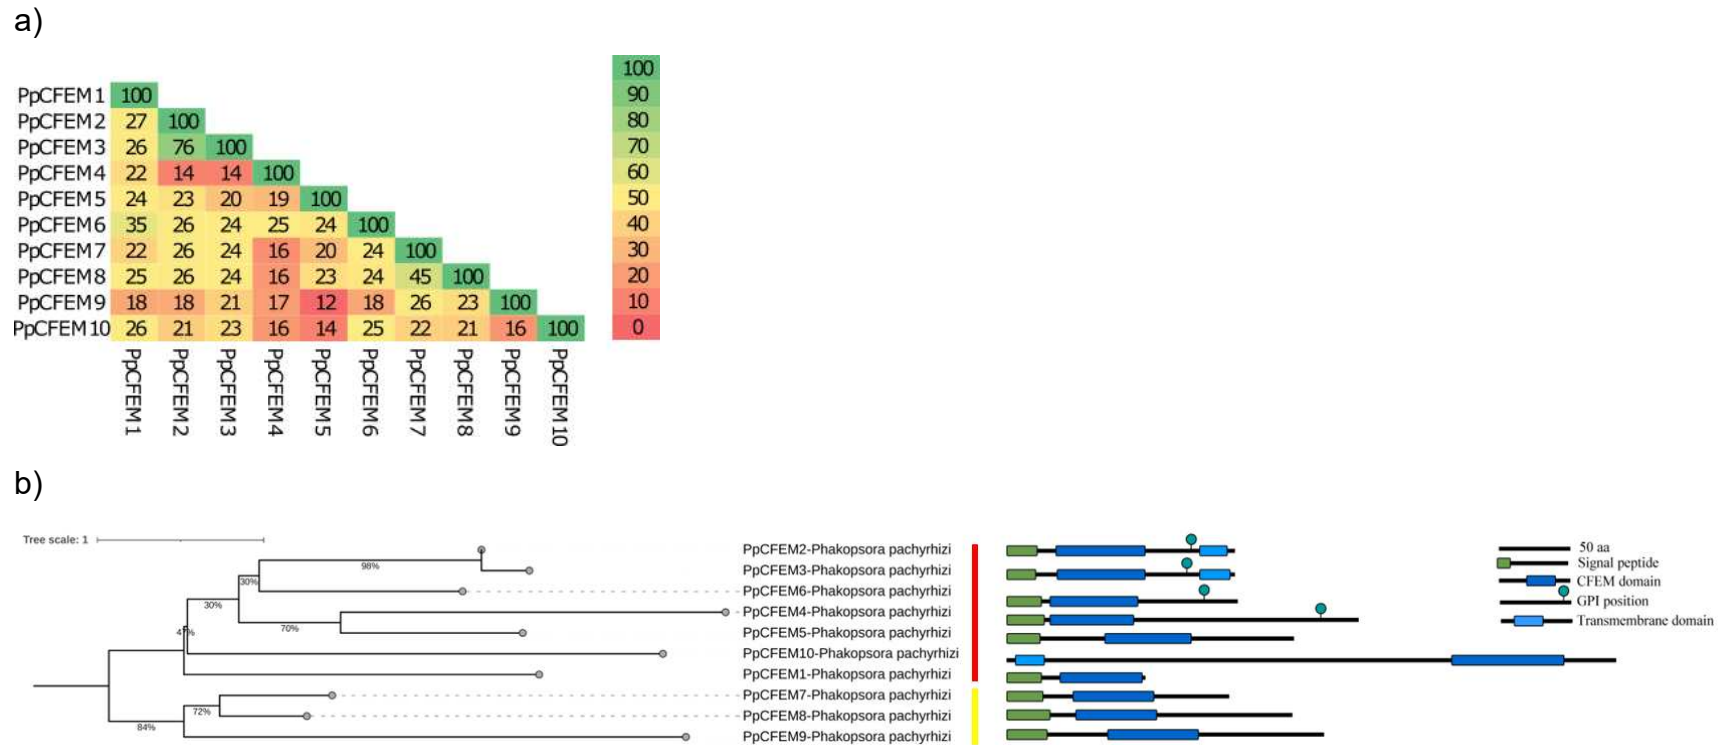 a)
100
90
80
70
60
50
40
30
20
10
0
PpCFEM1 100
PpCFEM2 27 100
PpCFEM3 26 76 100
PpCFEM4 22 14 14 100
PpCFEM5 24 23 20 19 100
PpCFEM6 35 26 24 25 24 100
PpCFEM7 22 26 24 16 20 24 100
PpCFEM8 25 26 24 16 23 24 45 100
PpCFEM9 18 18 21 17 12 18 26 23 100
PpCFEM10 26 21 23 16 14 25 22 21 16 100
PpCFEM1
PpCFEM2
PpCFEM3
PpCFEM4
PpCFEM5
PpCFEM6
PpCFEM7
PpCFEM8
PpCFEM9
PpCFEM10
b)
Tree scale: 1
98%
30%
30%
70%
72%
84%
PpCFEM2-Phakopsora pachyrhizi
PpCFEM3-Phakopsora pachyrhizi
PpCFEM6-Phakopsora pachyrhizi
PpCFEM4-Phakopsora pachyrhizi
PpCFEM5-Phakopsora pachyrhizi
PpCFEM10-Phakopsora pachyrhizi
PpCFEM1-Phakopsora pachyrhizi
PpCFEM7-Phakopsora pachyrhizi
PpCFEM8-Phakopsora pachyrhizi
PpCFEM9-Phakopsora pachyrhizi
50 aa
Signal peptide
CFEM domain
GPI position
Transmembrane domain